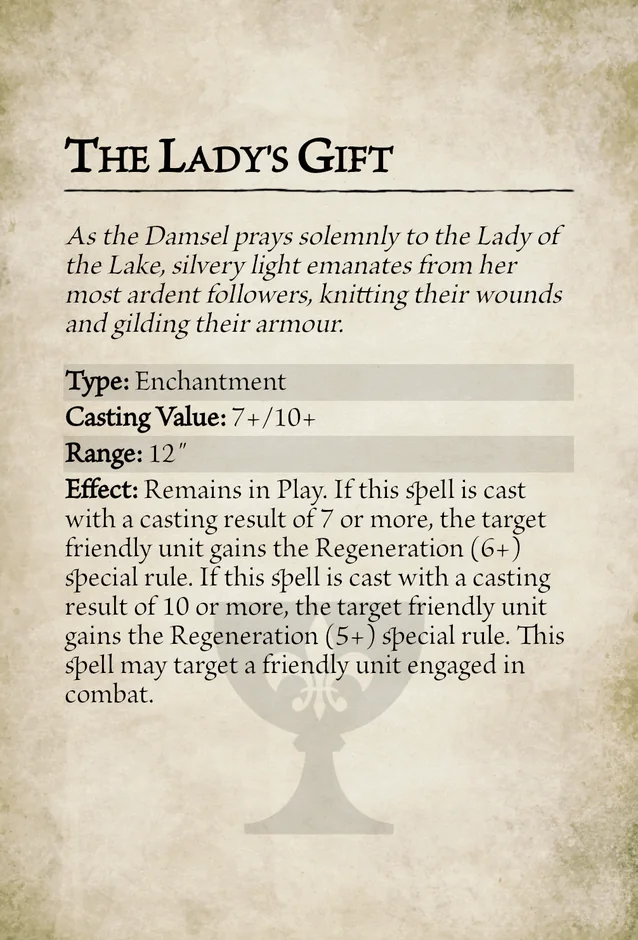 The Lady's Gift
As the Damsel prays solemnly to the Lady of
the Lake, silvery light emanates from her
most ardent followers, knitting their wounds
and gilding their armour.
Type: Enchantment
Casting Value: 7+/10+
Range: 12"
Effect: Remains in Play. If this spell is cast
with a casting result of 7 or more, the target
friendly unit gains the Regeneration (6+)
special rule. If this spell is cast with a casting
result of 10 or more, the target friendly unit
gains the Regeneration (5+) special rule. This
spell may target a friendly unit engaged in
combat.